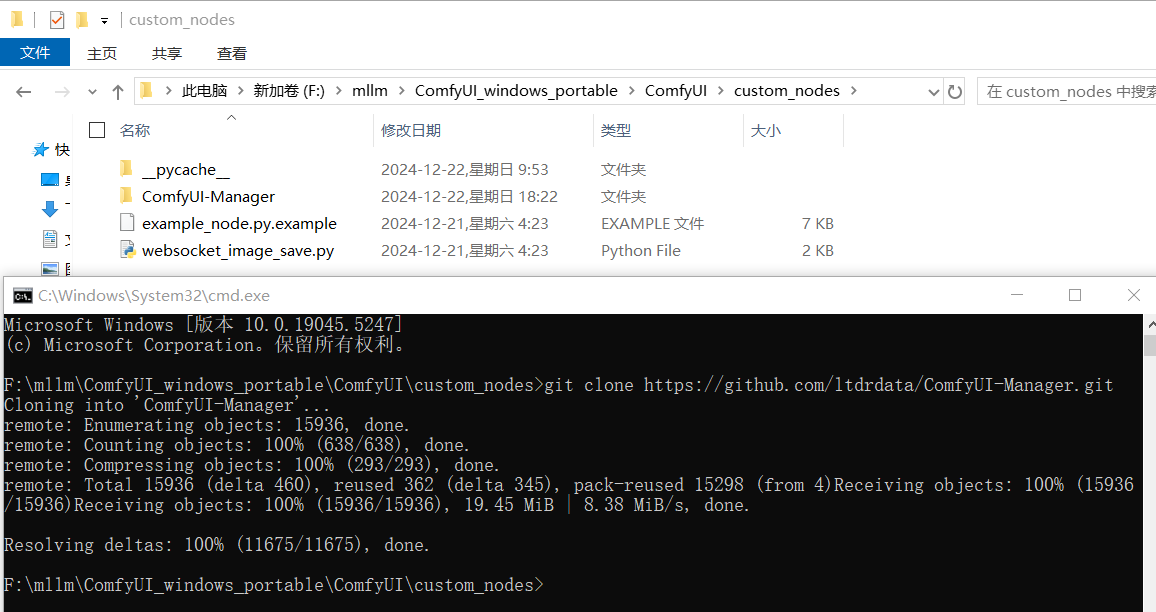 custom_nodes
文件 主页 共享 查看
此电脑 新加卷 (F:) mllm ComfyUI_windows_portable ComfyUI custom_nodes 在 custom_nodes 中搜索
名称 修改日期 类型 大小
快
__pycache__ 2024-12-22,星期日 9:53 文件夹
ComfyUI-Manager 2024-12-22,星期日 18:22 文件夹
example_node.py.example 2024-12-21,星期六 4:23 EXAMPLE 文件 7 KB
websocket_image_save.py 2024-12-21,星期六 4:23 Python File 2 KB
C:\Windows\System32\cmd.exe
Microsoft Windows [版本 10.0.19045.5247]
(c) Microsoft Corporation。保留所有权利。
F:\mllm\ComfyUI_windows_portable\ComfyUI\custom_nodes>git clone https://github.com/ltdrdata/ComfyUI-Manager.git
Cloning into 'ComfyUI-Manager'...
remote: Enumerating objects: 15936, done.
remote: Counting objects: 100% (638/638), done.
remote: Compressing objects: 100% (293/293), done.
remote: Total 15936 (delta 460), reused 362 (delta 345), pack-reused 15298 (from 4)Receiving objects: 100% (15936
/15936)Receiving objects: 100% (15936/15936), 19.45 MiB | 8.38 MiB/s, done.
Resolving deltas: 100% (11675/11675), done.
F:\mllm\ComfyUI_windows_portable\ComfyUI\custom_nodes>